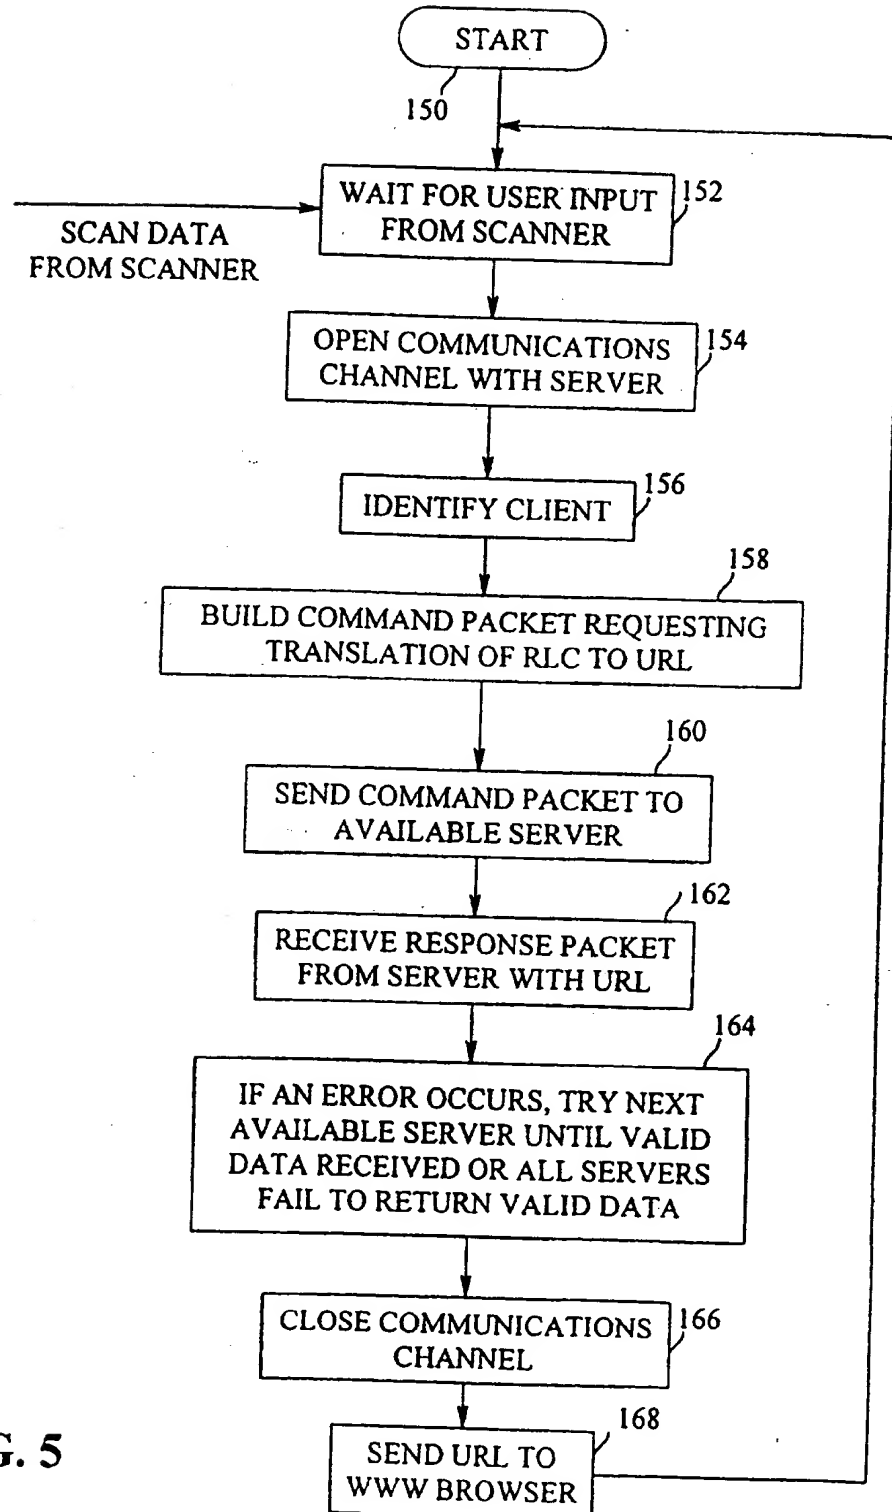 START
150
WAIT FOR USER INPUT
FROM SCANNER
152
SCAN DATA
FROM SCANNER
OPEN COMMUNICATIONS
CHANNEL WITH SERVER
154
IDENTIFY CLIENT
156
158
BUILD COMMAND PACKET REQUESTING
TRANSLATION OF RLC TO URL
160
SEND COMMAND PACKET TO
AVAILABLE SERVER
162
RECEIVE RESPONSE PACKET
FROM SERVER WITH URL
164
IF AN ERROR OCCURS, TRY NEXT
AVAILABLE SERVER UNTIL VALID
DATA RECEIVED OR ALL SERVERS
FAIL TO RETURN VALID DATA
CLOSE COMMUNICATIONS
CHANNEL
166
168
SEND URL TO
WWW BROWSER
G. 5